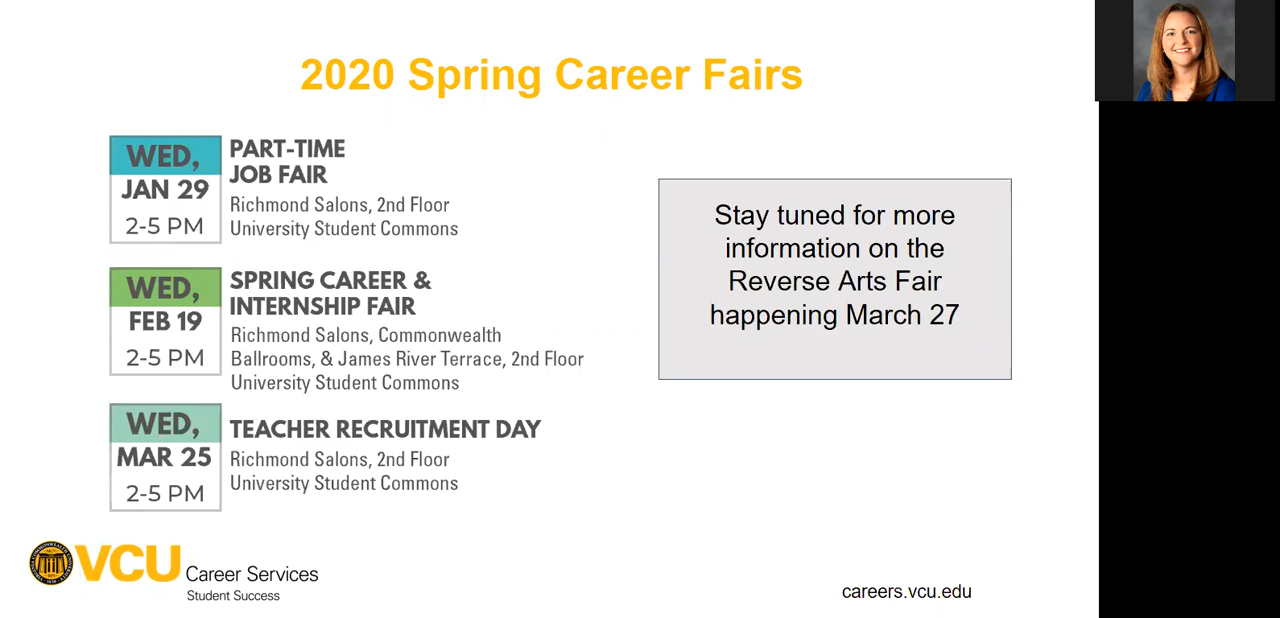 2020 Spring Career Fairs
WED,
JAN 29
2-5 PM
PART-TIME
JOB FAIR
Richmond Salons, 2nd Floor
University Student Commons
WED,
FEB 19
2-5 PM
SPRING CAREER &
INTERNSHIP FAIR
Richmond Salons, Commonwealth
Ballrooms, & James River Terrace, 2nd Floor
University Student Commons
WED,
MAR 25
2-5 PM
TEACHER RECRUITMENT DAY
Richmond Salons, 2nd Floor
University Student Commons
Stay tuned for more
information on the
Reverse Arts Fair
happening March 27
VCU
Career Services
Student Success
careers.vcu.edu